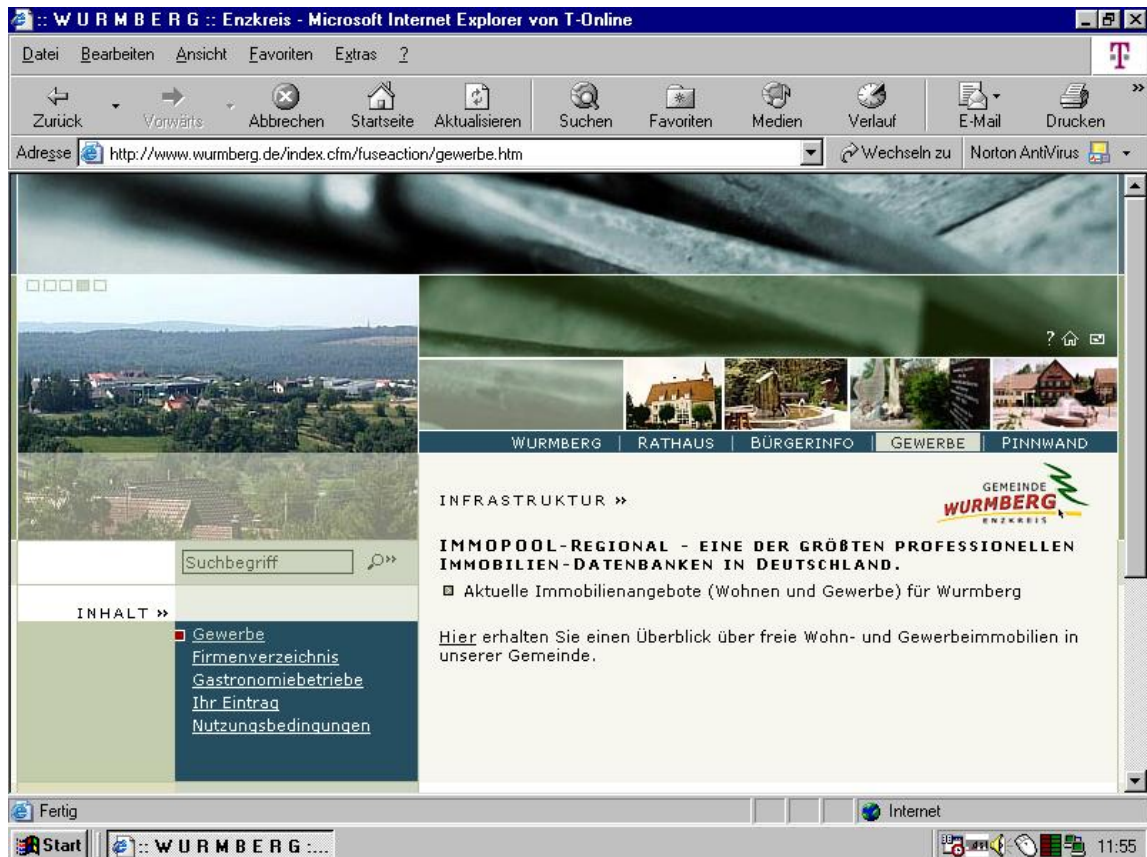 :: W U R M B E R G :: Enzkreis - Microsoft Internet Explorer von T-Online
Datei Bearbeiten Ansicht Favoriten Extras ?
T
Zurück Vorwärts Abbrechen Startseite Aktualisieren Suchen Favoriten Medien Verlauf E-Mail Drucken »
Adresse http://www.wurmberg.de/index.cfm/fuseaction/gewerbe.htm Wechseln zu Norton AntiVirus
?
WURMBERG | RATHAUS | BÜRGERINFO | GEWERBE | PINNWAND
INFRASTRUKTUR »
GEMEINDE
WURMBERG
ENZKREIS
IMMOPOOL-REGIONAL - EINE DER GRÖßTEN PROFESSIONELLEN
IMMOBILIEN-DATENBANKEN IN DEUTSCHLAND.
Aktuelle Immobilienangebote (Wohnen und Gewerbe) für Wurmberg
Hier erhalten Sie einen Überblick über freie Wohn- und Gewerbeimmobilien in
unserer Gemeinde.
Suchbegriff »
INHALT »
Gewerbe
Firmenverzeichnis
Gastronomiebetriebe
Ihr Eintrag
Nutzungsbedingungen
Fertig Internet
Start :: W U R M B E R G :... 11:55